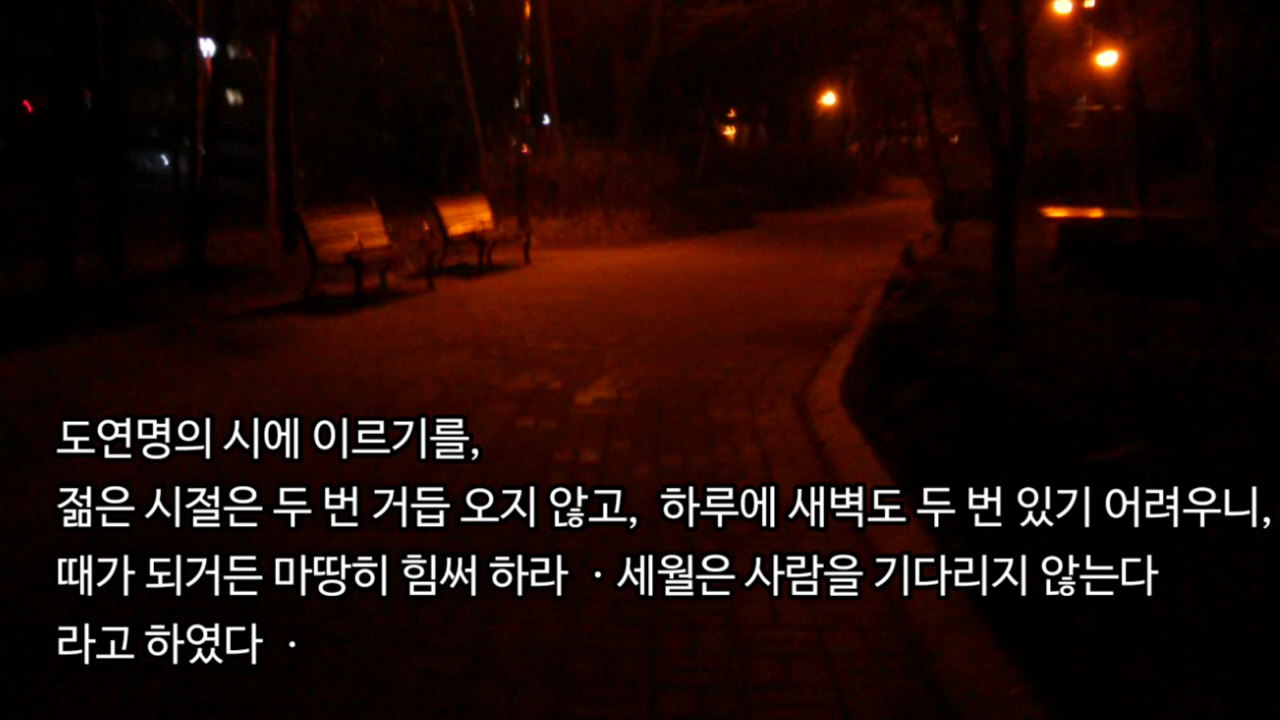 도연명의 시에 이르기를,
젊은 시절은 두 번 거듭 오지 않고, 하루에 새벽도 두 번 있기 어려우니,
때가 되거든 마땅히 힘써 하라 · 세월은 사람을 기다리지 않는다
라고 하였다 ·